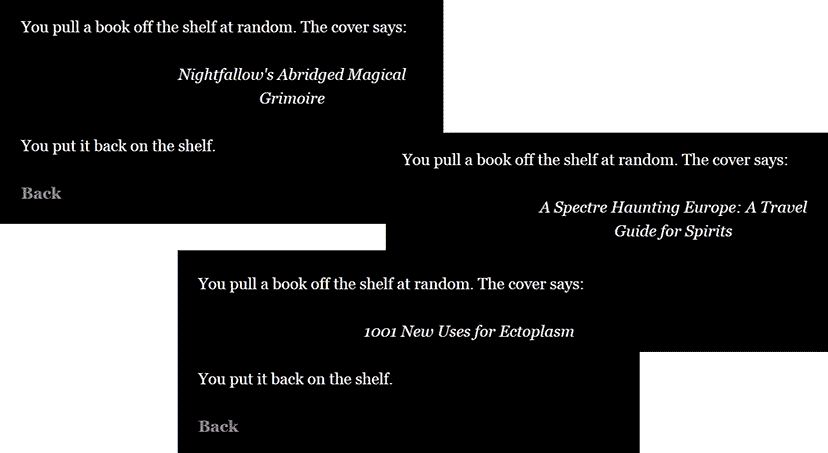 You pull a book off the shelf at random. The cover says:
Nightfallow's Abridged Magical
Grimoire
You put it back on the shelf.
Back
You pull a book off the shelf at random. The cover says:
A Spectre Haunting Europe: A Travel
Guide for Spirits
You pull a book off the shelf at random. The cover says:
1001 New Uses for Ectoplasm
You put it back on the shelf.
Back